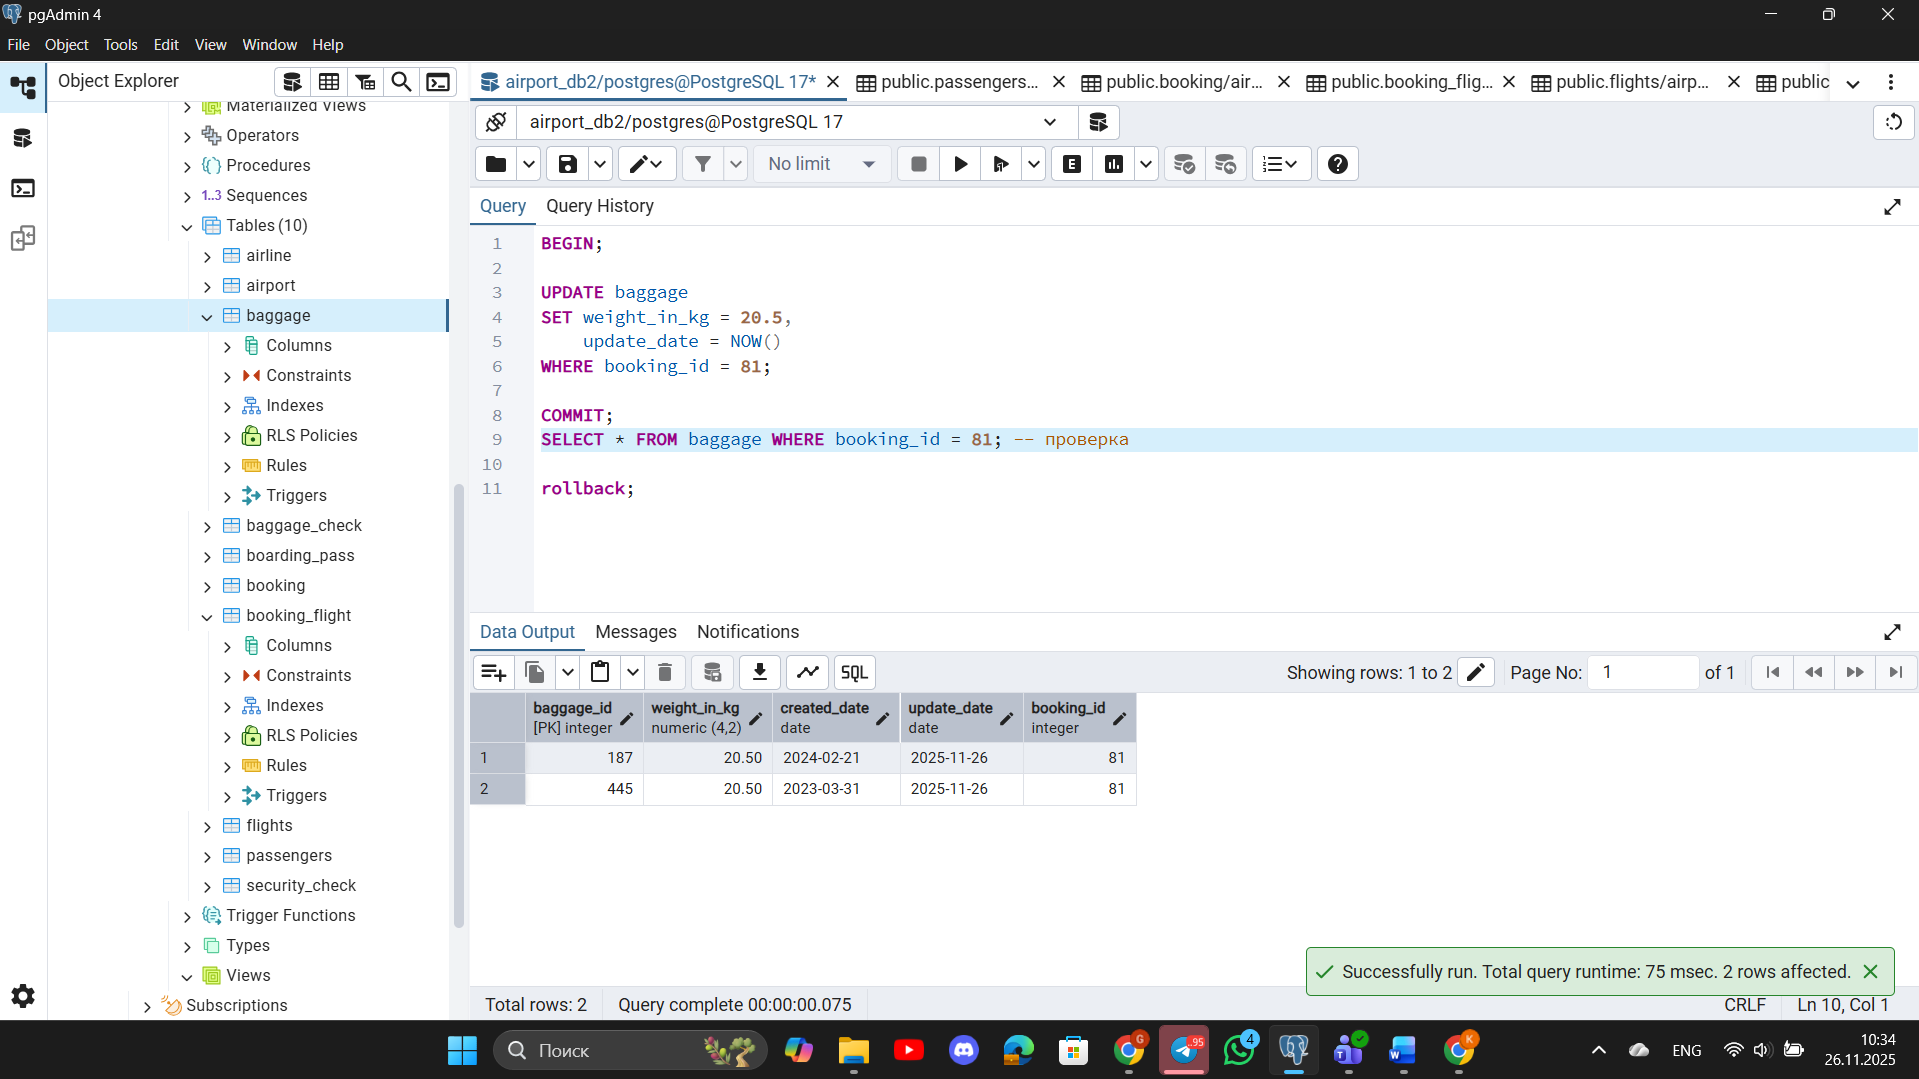 pgAdmin 4
File Object Tools Edit View Window Help
Object Explorer
airport_db2/postgres@PostgreSQL 17*
public.passengers...
public.booking/air...
public.booking_flig...
public.flights/airp...
public
airport_db2/postgres@PostgreSQL 17
No limit
E
Query Query History
Materialized Views
Operators
Procedures
1..3 Sequences
Tables (10)
airline
airport
baggage
Columns
Constraints
Indexes
RLS Policies
Rules
Triggers
baggage_check
boarding_pass
booking
booking_flight
Columns
Constraints
Indexes
RLS Policies
Rules
Triggers
flights
passengers
security_check
Trigger Functions
Types
Views
Subscriptions
1 BEGIN;
2
3 UPDATE baggage
4 SET weight_in_kg = 20.5,
5 update_date = NOW()
6 WHERE booking_id = 81;
7
8 COMMIT;
9 SELECT * FROM baggage WHERE booking_id = 81; -- проверка
10
11 rollback;
Data Output Messages Notifications
SQL
Showing rows: 1 to 2
Page No: 1 of 1
baggage_id [PK] integer
weight_in_kg numeric (4,2)
created_date date
update_date date
booking_id integer
1 187 20.50 2024-02-21 2025-11-26 81
2 445 20.50 2023-03-31 2025-11-26 81
Successfully run. Total query runtime: 75 msec. 2 rows affected.
Total rows: 2 Query complete 00:00:00.075
CRLF Ln 10, Col 1
Поиск
G
.95
4
K
ENG
10:34
26.11.2025